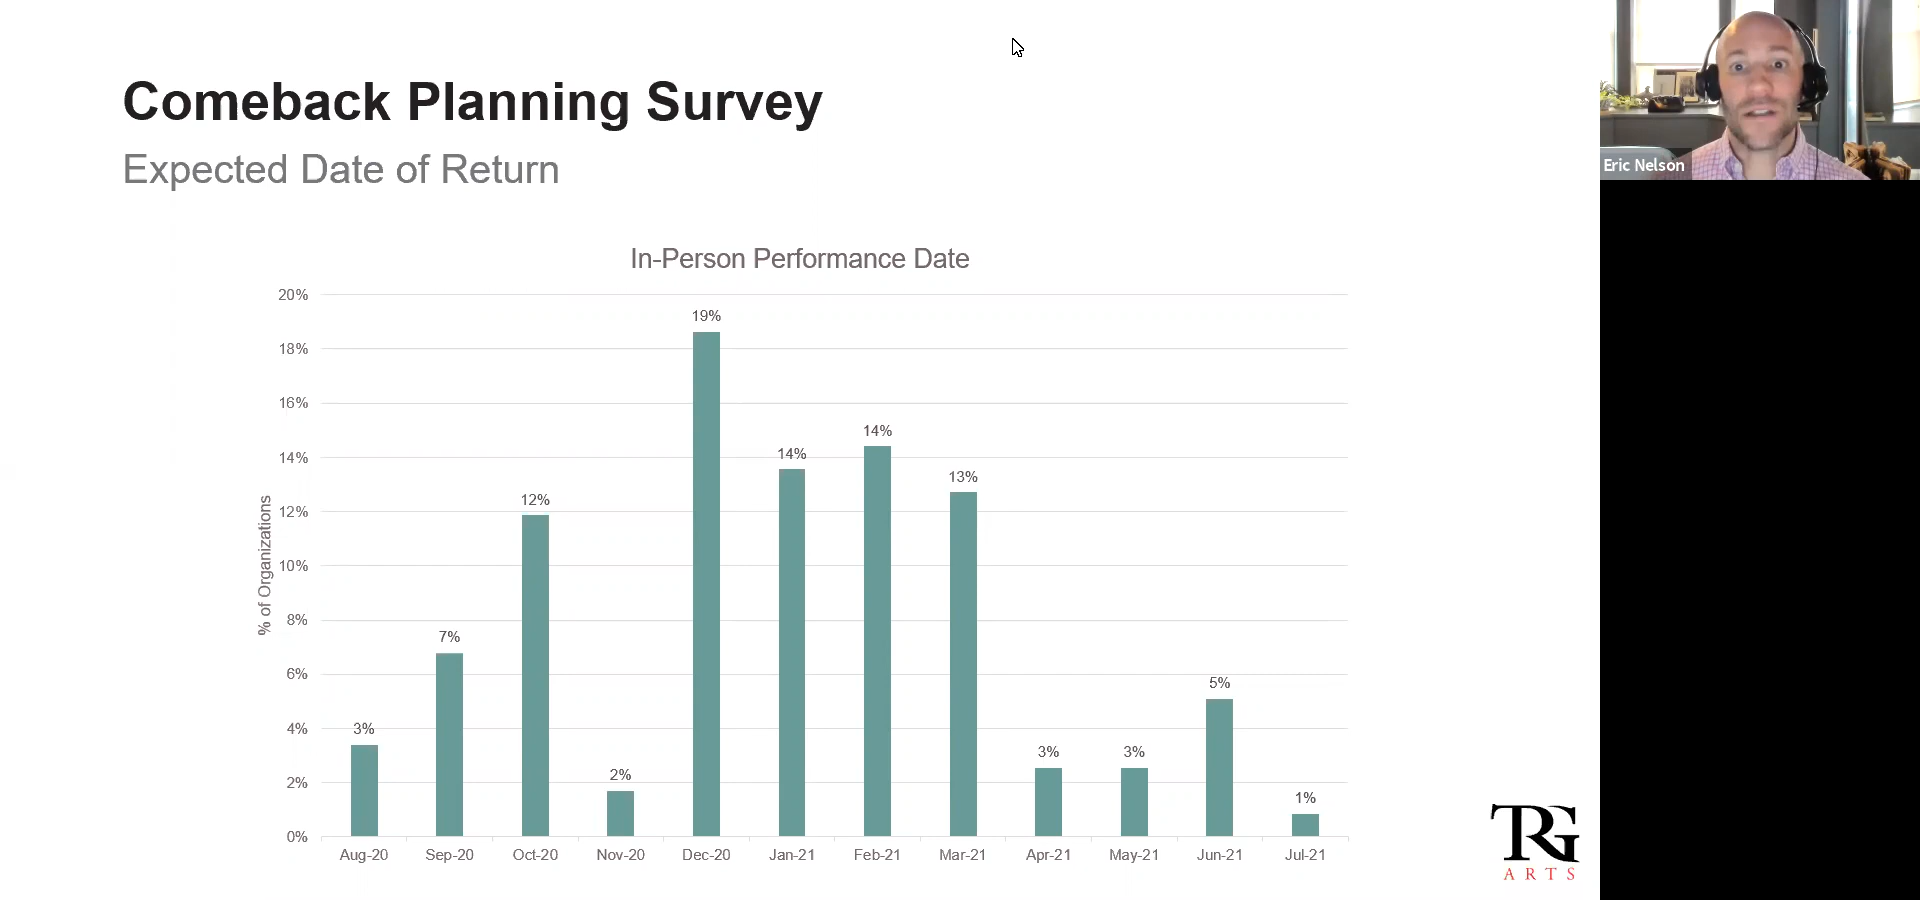 Comeback Planning Survey
Expected Date of Return
In-Person Performance Date
% of Organizations
20%
18%
16%
14%
12%
10%
8%
6%
4%
2%
0%
3%
7%
12%
2%
19%
14%
14%
13%
3%
3%
5%
1%
Aug-20
Sep-20
Oct-20
Nov-20
Dec-20
Jan-21
Feb-21
Mar-21
Apr-21
May-21
Jun-21
Jul-21
TRG
ARTS
Eric Nelson